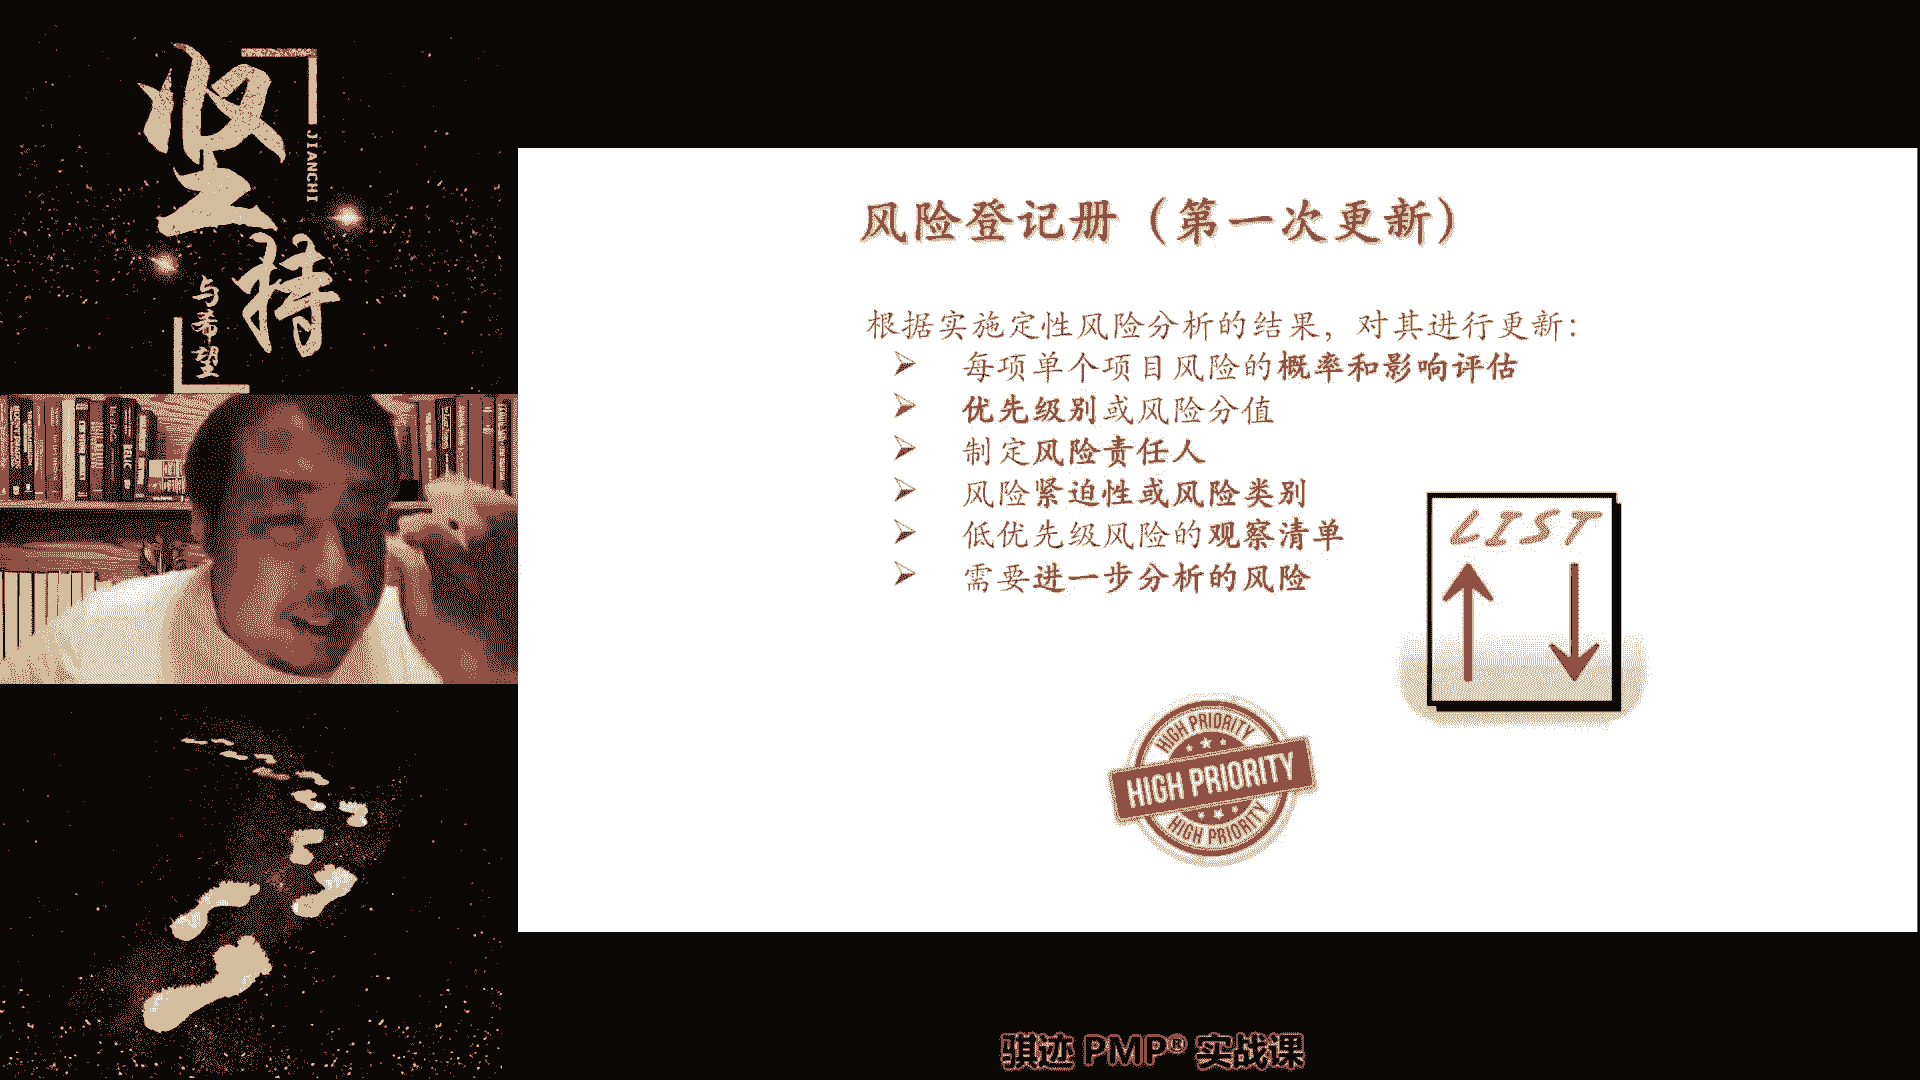 坚持
JIANCHI
与希望
风险登记册（第一次更新）
根据实施定性风险分析的结果，对其进行更新：
➢ 每项单个项目风险的概率和影响评估
➢ 优先级别或风险分值
➢ 制定风险责任人
➢ 风险紧迫性或风险类别
➢ 低优先级风险的观察清单
➢ 需要进一步分析的风险
LIST
HIGH PRIORITY
HIGH PRIORITY
HIGH PRIORITY
骐迹 PMP® 实战课